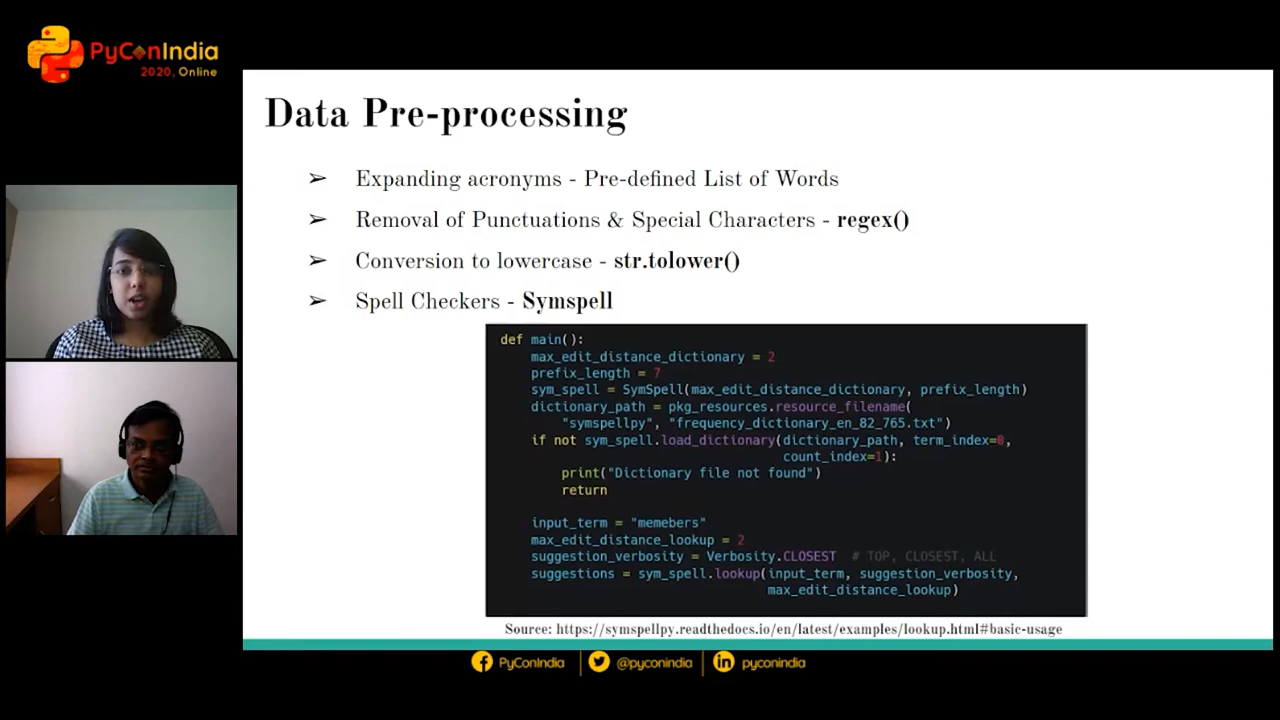 PyConIndia
2020, Online
Data Pre-processing
➢ Expanding acronyms - Pre-defined List of Words
➢ Removal of Punctuations & Special Characters - regex()
➢ Conversion to lowercase - str.tolower()
➢ Spell Checkers - Symspell
def main():
    max_edit_distance_dictionary = 2
    prefix_length = 7
    sym_spell = SymSpell(max_edit_distance_dictionary, prefix_length)
    dictionary_path = pkg_resources.resource_filename(
        "symspellpy", "frequency_dictionary_en_82_765.txt")
    if not sym_spell.load_dictionary(dictionary_path, term_index=0,
                                     count_index=1):
        print("Dictionary file not found")
        return
    input_term = "memebers"
    max_edit_distance_lookup = 2
    suggestion_verbosity = Verbosity.CLOSEST  # TOP, CLOSEST, ALL
    suggestions = sym_spell.lookup(input_term, suggestion_verbosity,
                                   max_edit_distance_lookup)
Source: https://symspellpy.readthedocs.io/en/latest/examples/lookup.html#basic-usage
PyConIndia @pyconindia pyconindia